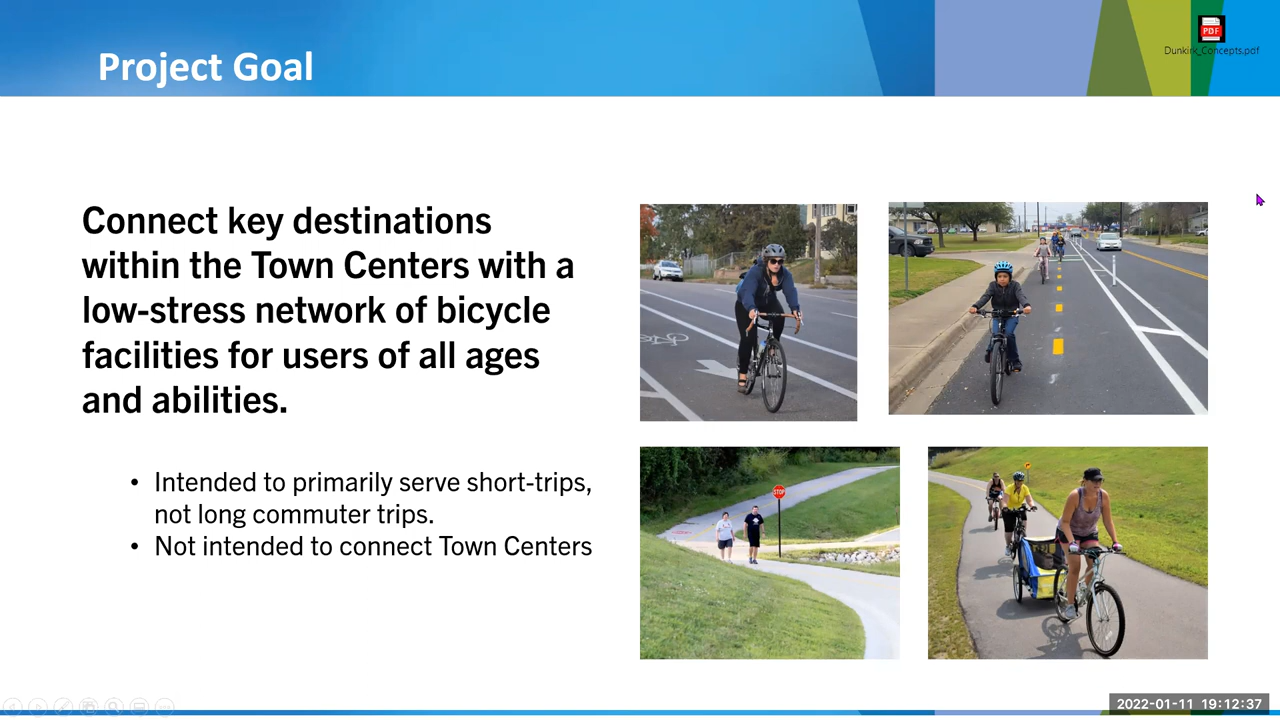 Project Goal
PDF
Dunkirk_Concepts.pdf
Connect key destinations
within the Town Centers with a
low-stress network of bicycle
facilities for users of all ages
and abilities.
• Intended to primarily serve short-trips,
not long commuter trips.
• Not intended to connect Town Centers
STOP
2022-01-11 19:12:37